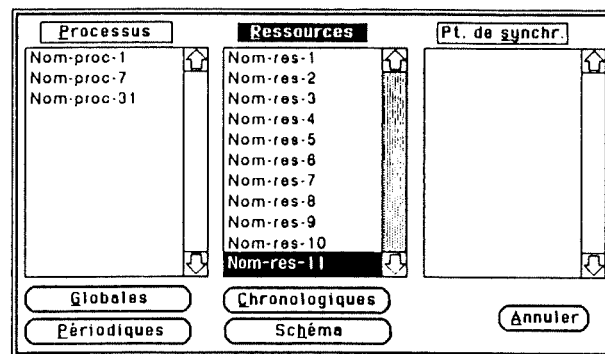 Processus
Ressources
Pt. de synchr.
Nom-proc-1
Nom-proc-7
Nom-proc-31
Nom-res-1
Nom-res-2
Nom-res-3
Nom-res-4
Nom-res-5
Nom-res-6
Nom-res-7
Nom-res-8
Nom-res-9
Nom-res-10
Nom-res-11
Globales
Chronologiques
Annuler
Périodiques
Schéma